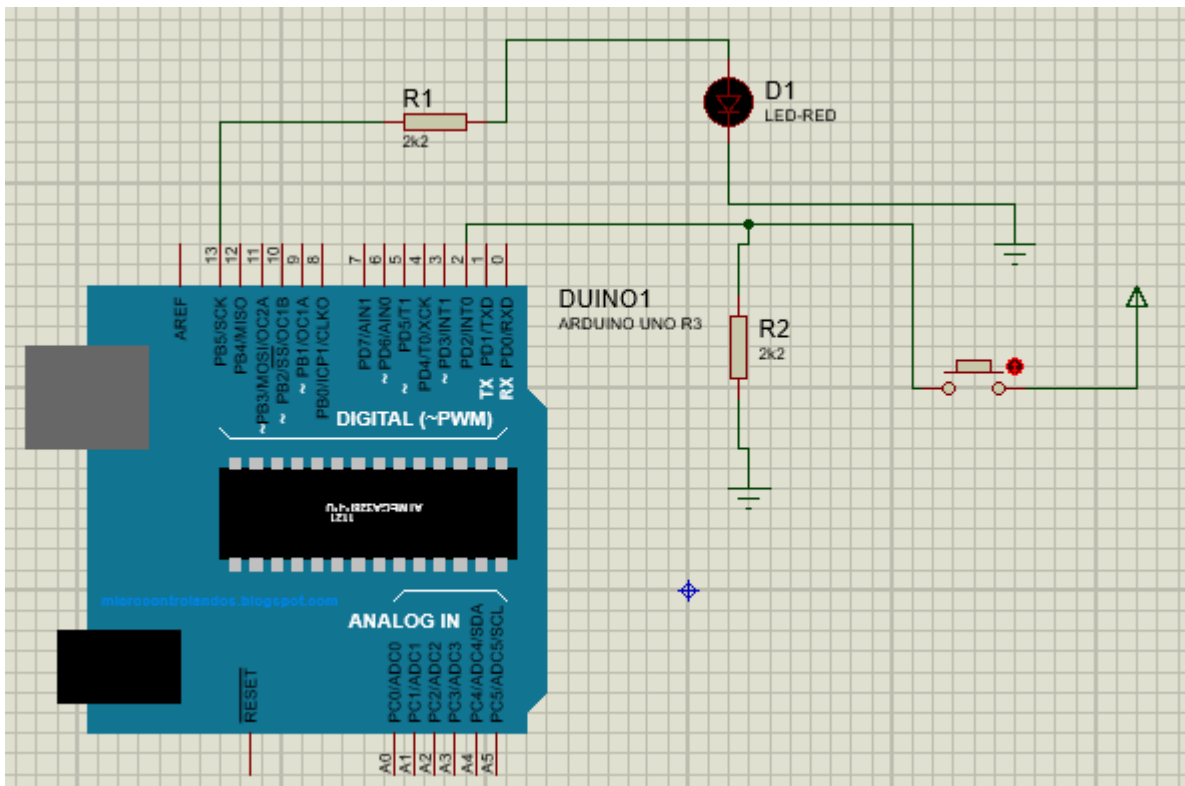 R1
2k2
D1
LED-RED
13
12
11
10
9
8
7
6
5
4
3
2
1
0
AREF
PB5/SCK
PB4/MISO
~PB3/MOSI/OC2A
~ PB2/SS/OC1B
~ PB1/OC1A
PB0/ICP1/CLKO
PD7/AIN1
~ PD6/AIN0
~ PD5/T1
PD4/T0/XCK
~ PD3/INT1
PD2/INT0
TX PD1/TXD
RX PD0/RXD
DIGITAL (~PWM)
DUINO1
ARDUINO UNO R3
R2
2k2
1121
microcontrolandos.blogspot.com
ANALOG IN
RESET
PC0/ADC0
PC1/ADC1
PC2/ADC2
PC3/ADC3
PC4/ADC4/SDA
PC5/ADC5/SCL
A0
A1
A2
A3
A4
A5